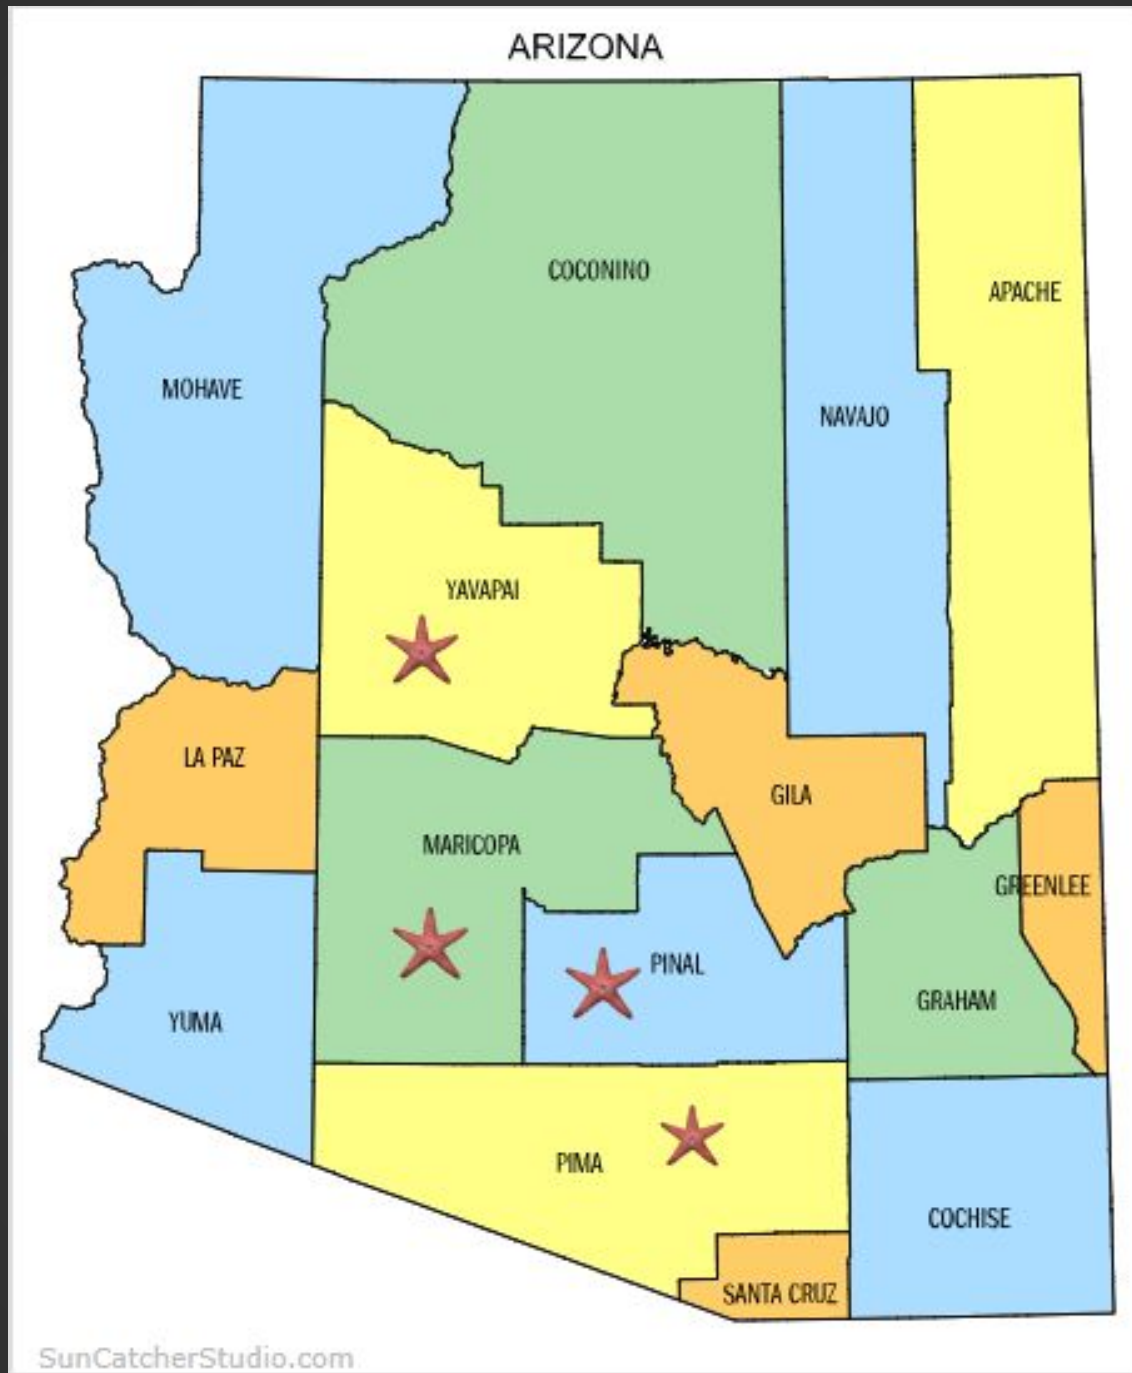 ARIZONA
COCONINO
APACHE
MOHAVE
NAVAJO
YAVAPAI
LA PAZ
GILA
MARICOPA
GREENLEE
PINAL
GRAHAM
YUMA
PIMA
COCHISE
SANTA CRUZ
SunCatcherStudio.com